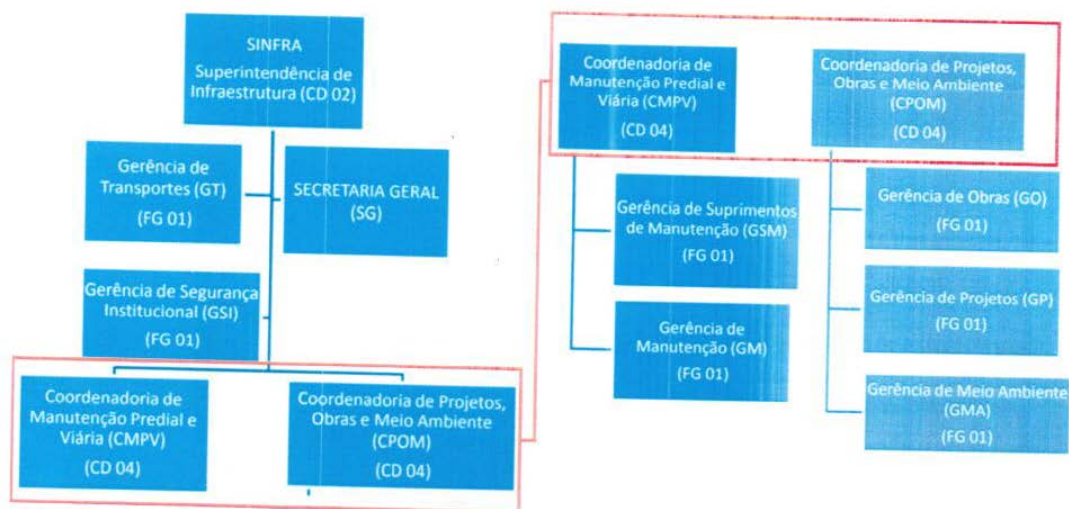 SINFRA
Superintendência de
Infraestrutura (CD 02)
Gerência de
Transportes (GT)
(FG 01)
SECRETARIA GERAL
(SG)
Gerência de Segurança
Institucional (GSI)
(FG 01)
Coordenadoria de
Manutenção Predial e
Viária (CMPV)
(CD 04)
Coordenadoria de Projetos,
Obras e Meio Ambiente
(CPOM)
(CD 04)
Coordenadoria de
Manutenção Predial e
Viária (CMPV)
(CD 04)
Coordenadoria de Projetos,
Obras e Meio Ambiente
(CPOM)
(CD 04)
Gerência de Suprimentos
de Manutenção (GSM)
(FG 01)
Gerência de
Manutenção (GM)
(FG 01)
Gerência de Obras (GO)
(FG 01)
Gerência de Projetos (GP)
(FG 01)
Gerência de Meio Ambiente
(GMA)
(FG 01)